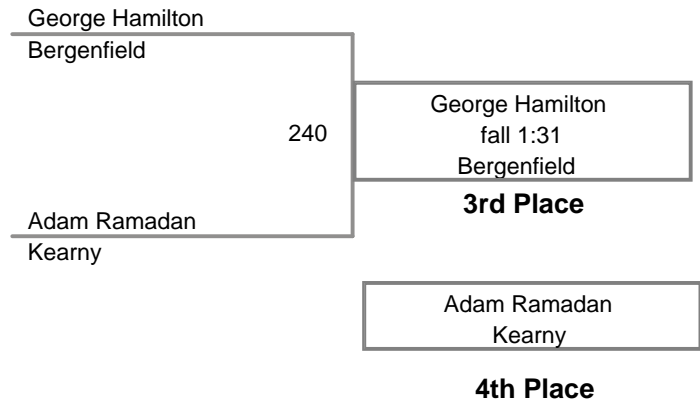 George Hamilton
Bergenfield
240
George Hamilton
fall 1:31
Bergenfield
3rd Place
Adam Ramadan
Kearny
Adam Ramadan
Kearny
4th Place